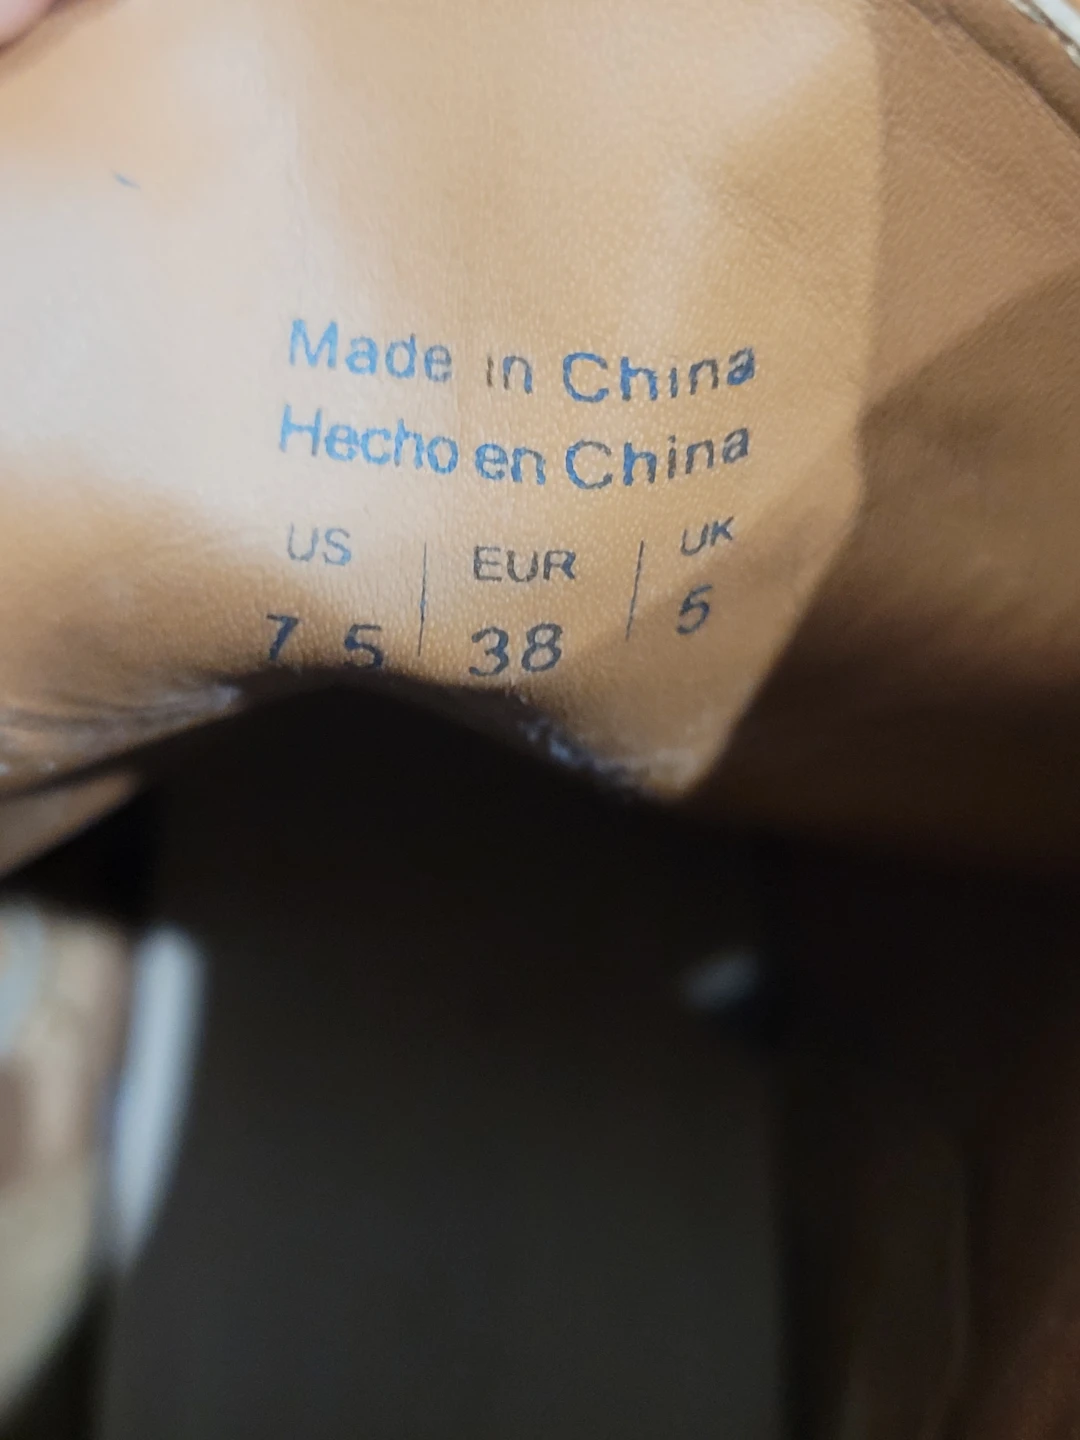 Made in China
Hecho en China
US | EUR | UK
7 5 | 38 | 5